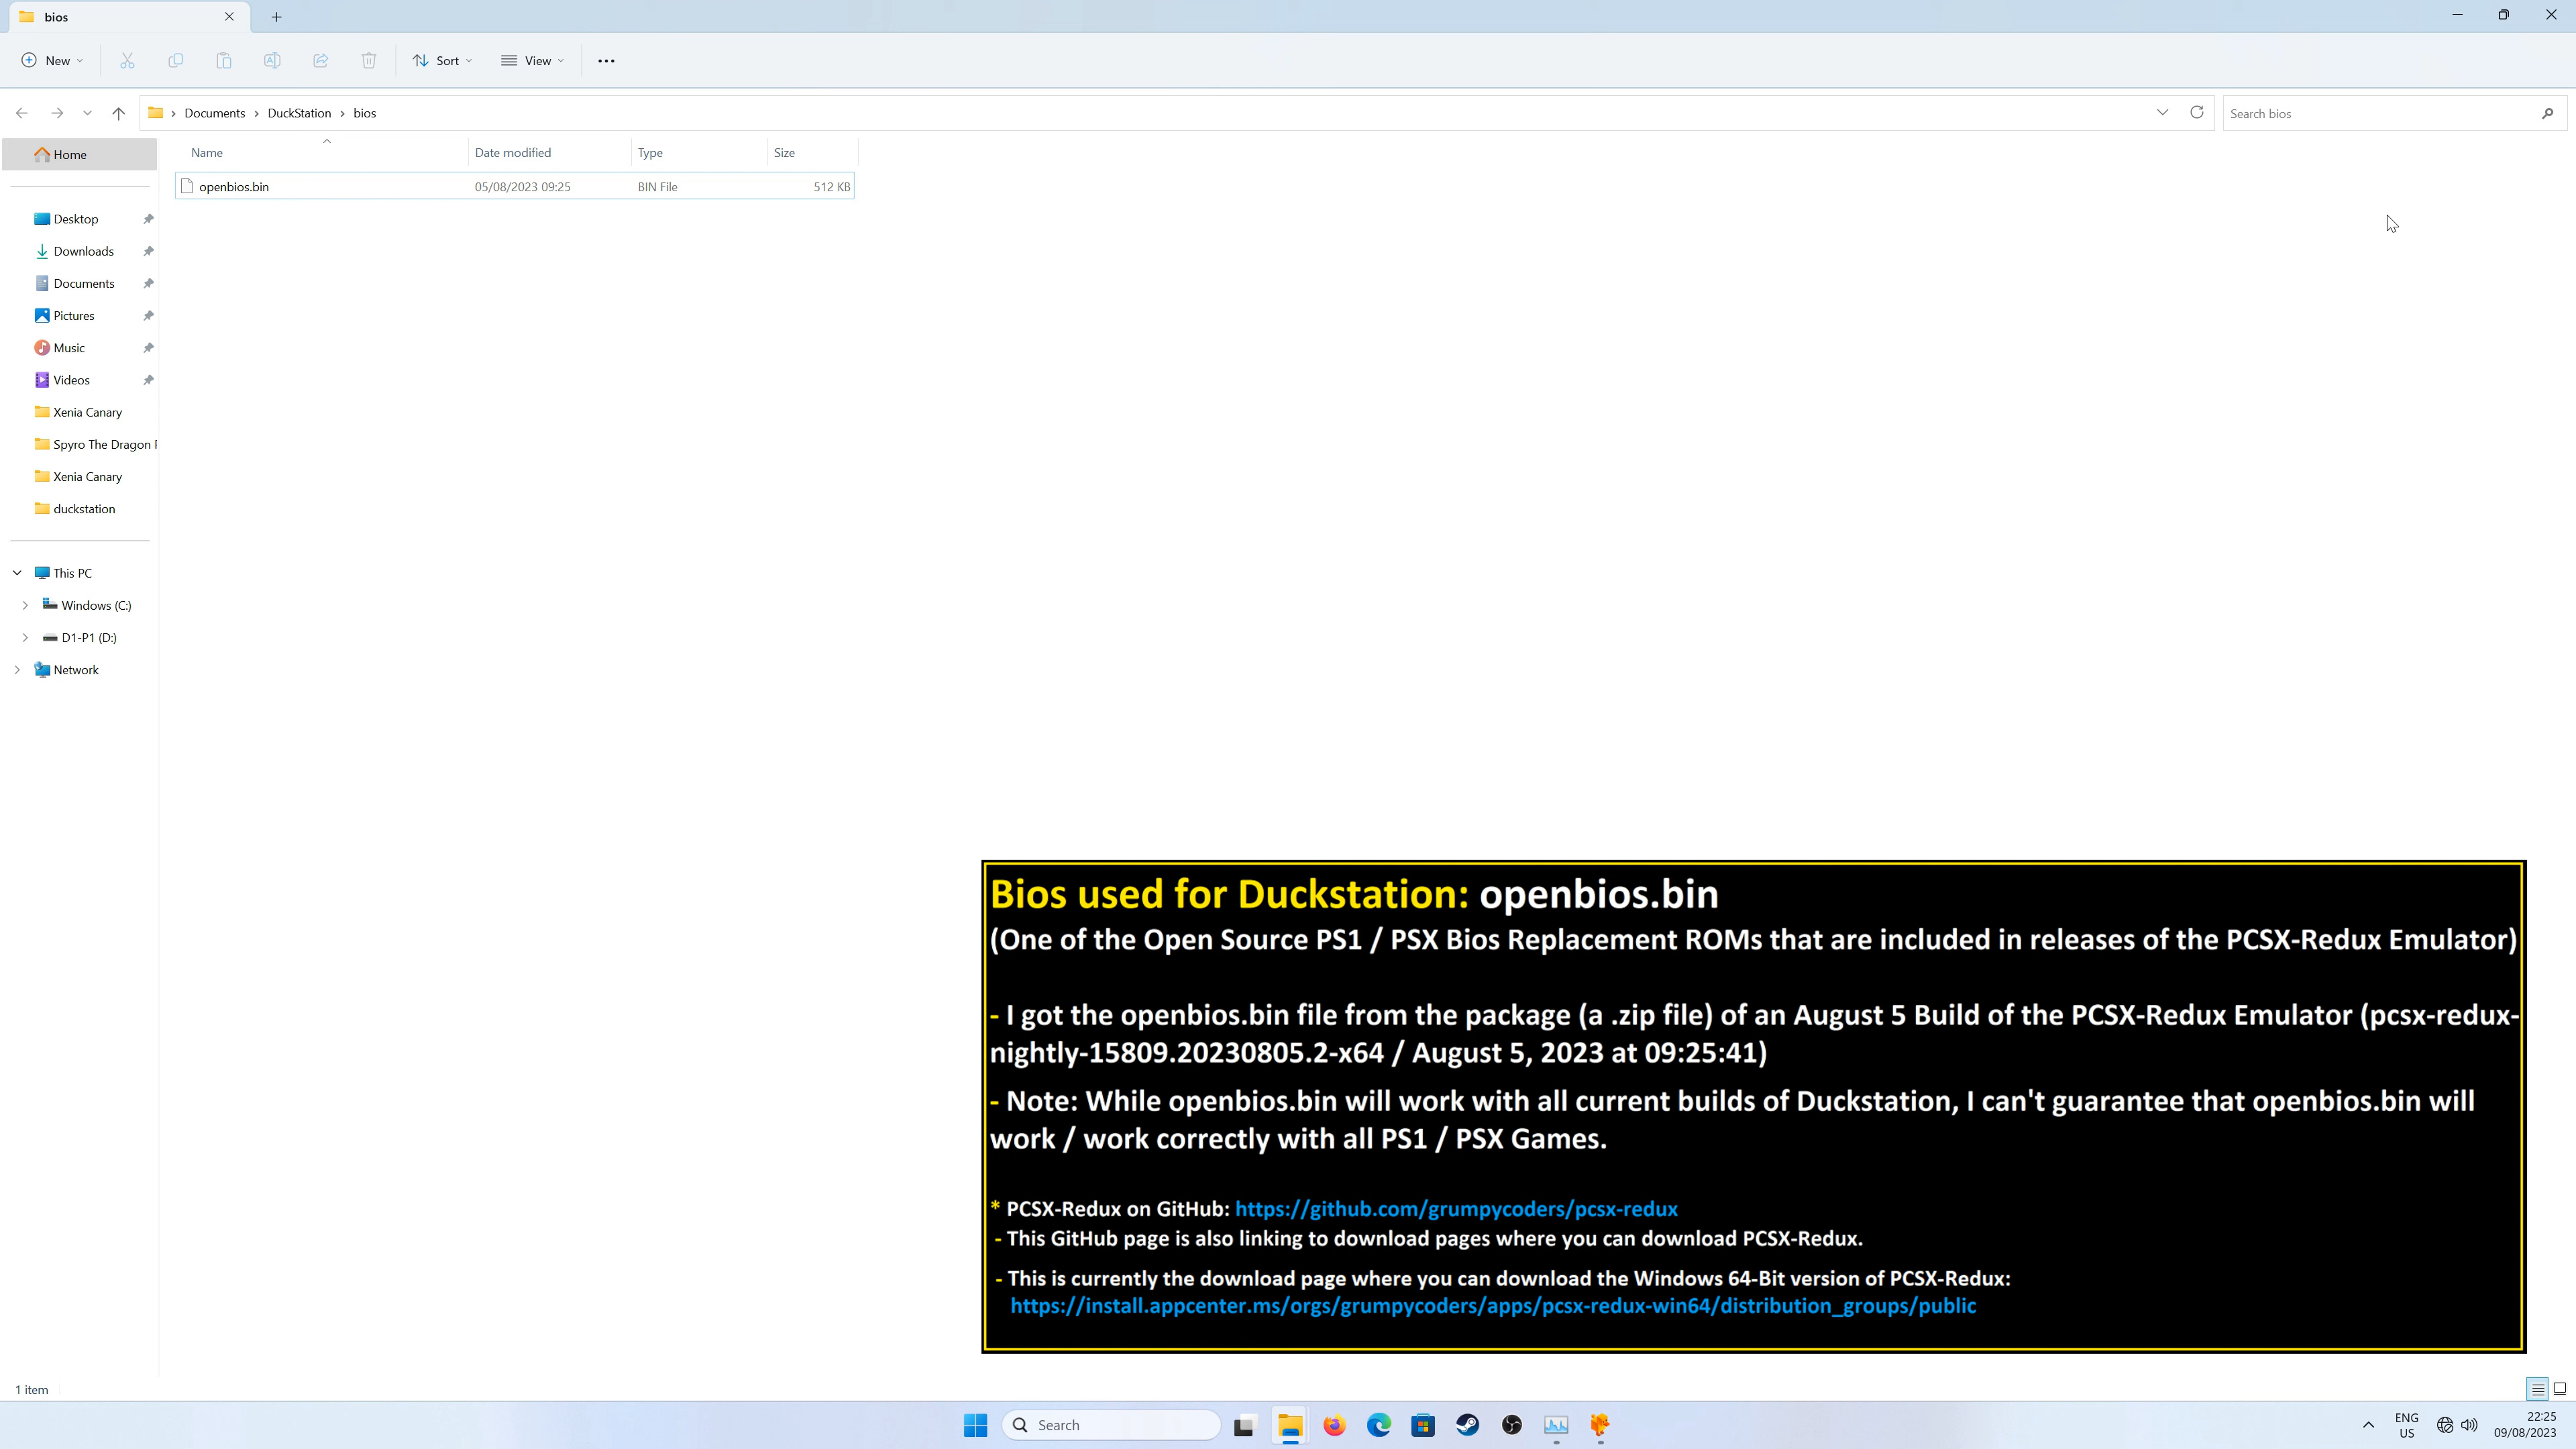 bios
New
Sort
View
Documents
DuckStation
bios
Search bios
Home
Name
Date modified
Type
Size
openbios.bin
05/08/2023 09:25
BIN File
512 KB
Desktop
Downloads
Documents
Pictures
Music
Videos
Xenia Canary
Spyro The Dragon
Xenia Canary
duckstation
This PC
Windows (C:)
D1-P1 (D:)
Network
Bios used for Duckstation: openbios.bin
(One of the Open Source PS1 / PSX Bios Replacement ROMs that are included in releases of the PCSX-Redux Emulator)
- I got the openbios.bin file from the package (a .zip file) of an August 5 Build of the PCSX-Redux Emulator (pcsx-redux-
nightly-15809.20230805.2-x64 / August 5, 2023 at 09:25:41)
- Note: While openbios.bin will work with all current builds of Duckstation, I can't guarantee that openbios.bin will
work / work correctly with all PS1 / PSX Games.
* PCSX-Redux on GitHub: https://github.com/grumpycoders/pcsx-redux
- This GitHub page is also linking to download pages where you can download PCSX-Redux.
- This is currently the download page where you can download the Windows 64-Bit version of PCSX-Redux:
https://install.appcenter.ms/orgs/grumpycoders/apps/pcsx-redux-win64/distribution_groups/public
1 item
Search
ENG
US
22:25
09/08/2023